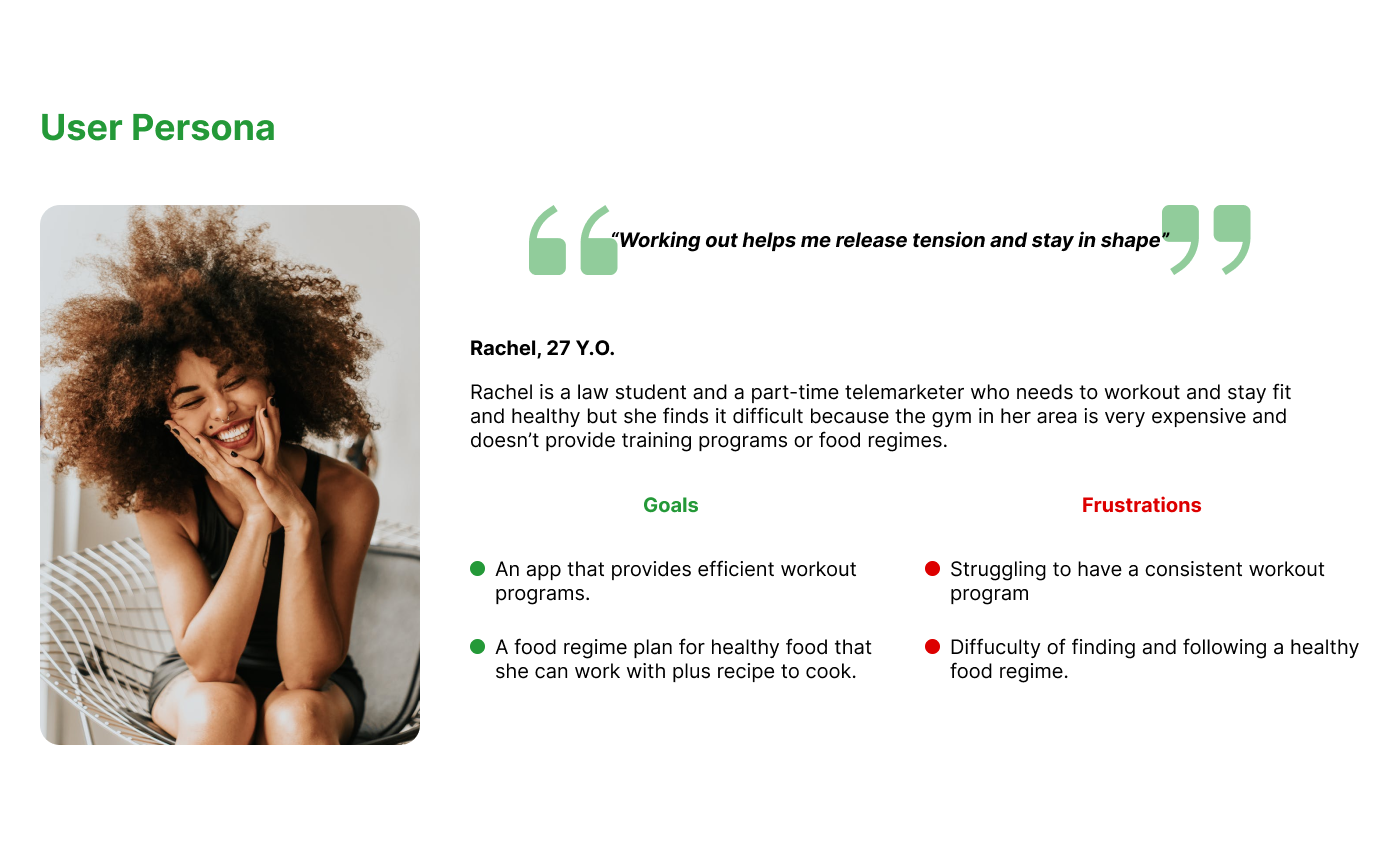 User Persona
“Working out helps me release tension and stay in shape”
Rachel, 27 Y.O.
Rachel is a law student and a part-time telemarketer who needs to workout and stay fit
and healthy but she finds it difficult because the gym in her area is very expensive and
doesn’t provide training programs or food regimes.
Goals
An app that provides efficient workout
programs.
A food regime plan for healthy food that
she can work with plus recipe to cook.
Frustrations
Struggling to have a consistent workout
program
Diffuculty of finding and following a healthy
food regime.